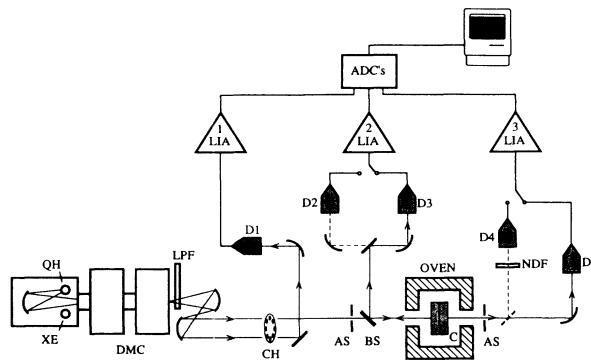 ADC's
1
LIA
2
LIA
3
LIA
D2
D3
D1
D4
D
NDF
QH
LPF
OVEN
XE
DMC
CH
AS
BS
C
AS